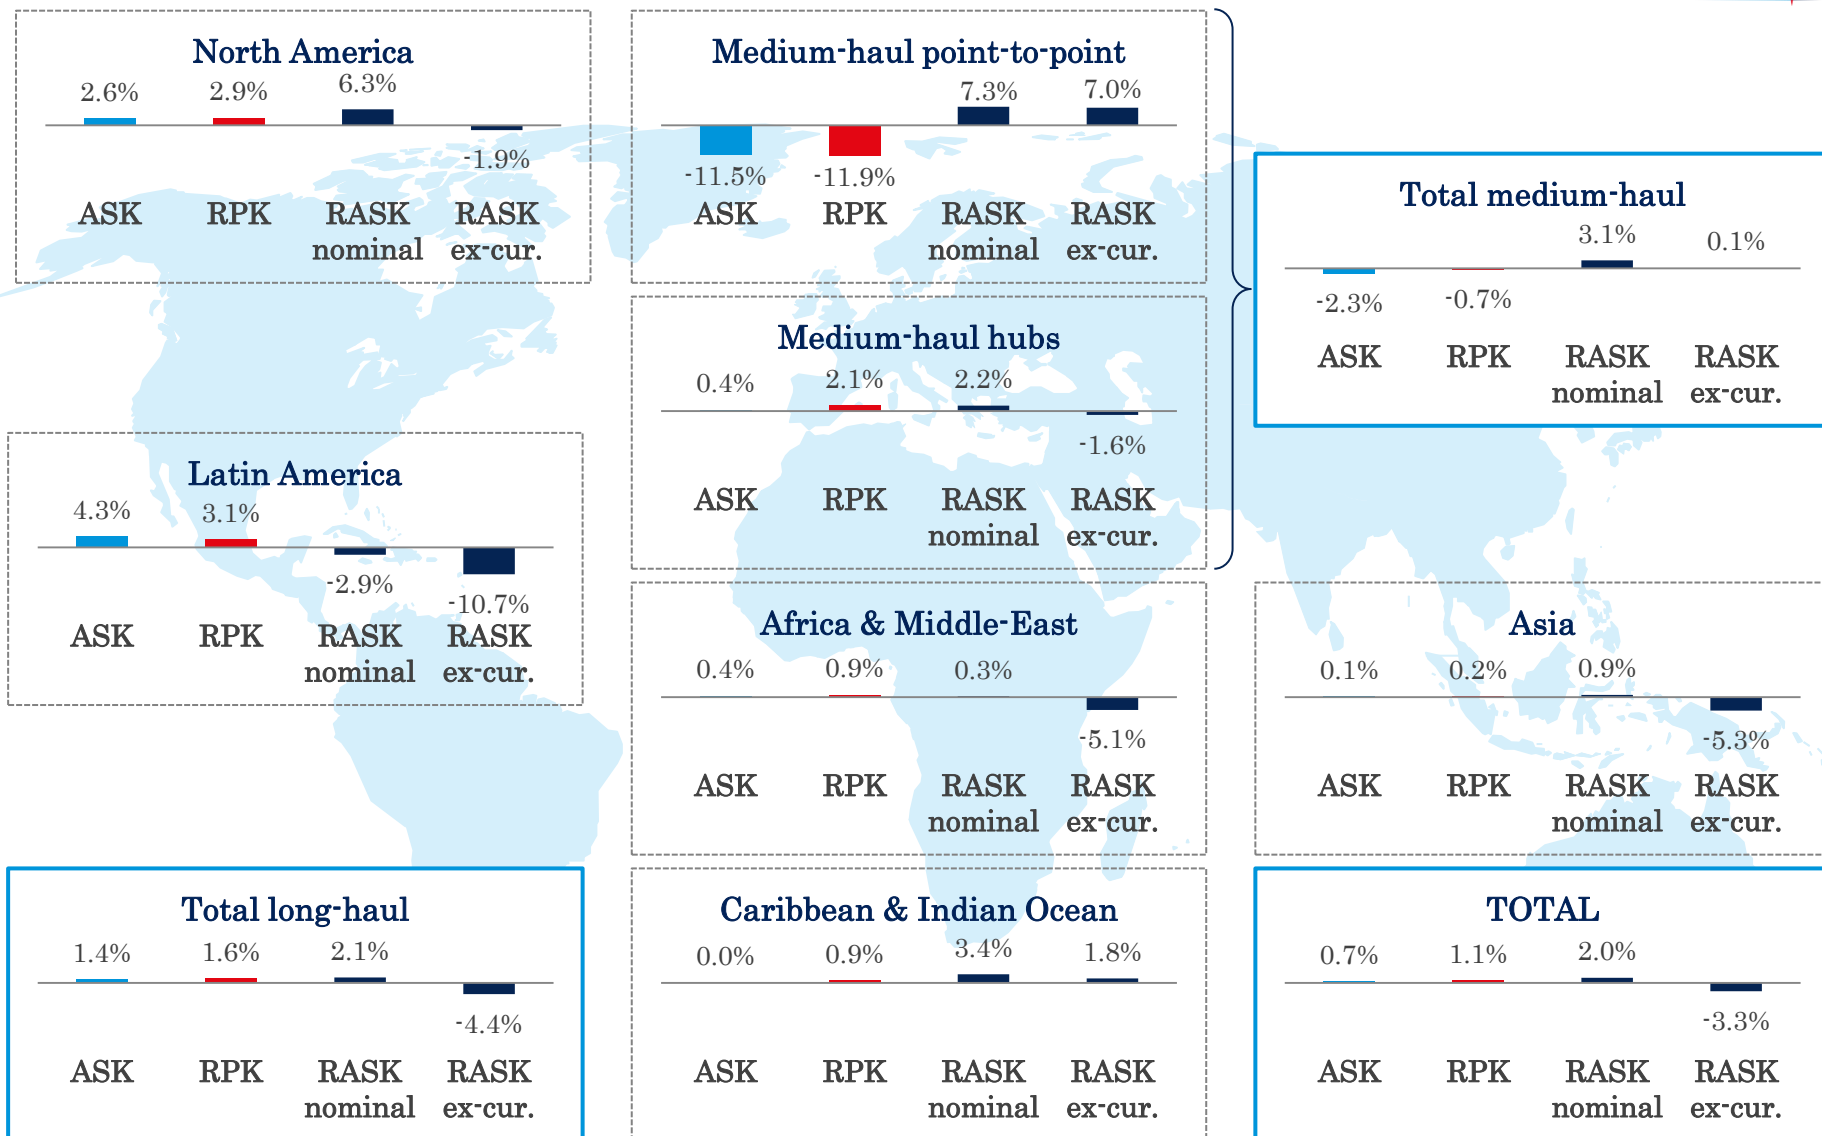 North America
2.6% 2.9% 6.3%
-1.9%
ASK RPK RASK RASK
nominal ex-cur.
Medium-haul point-to-point
7.3% 7.0%
-11.5% -11.9%
ASK RPK RASK RASK
nominal ex-cur.
Total medium-haul
3.1% 0.1%
-2.3% -0.7%
ASK RPK RASK RASK
nominal ex-cur.
Medium-haul hubs
0.4% 2.1% 2.2%
-1.6%
ASK RPK RASK RASK
nominal ex-cur.
Latin America
4.3% 3.1%
-2.9%
-10.7%
ASK RPK RASK RASK
nominal ex-cur.
Africa & Middle-East
0.4% 0.9% 0.3%
-5.1%
ASK RPK RASK RASK
nominal ex-cur.
Asia
0.1% 0.2% 0.9%
-5.3%
ASK RPK RASK RASK
nominal ex-cur.
Total long-haul
1.4% 1.6% 2.1%
-4.4%
ASK RPK RASK RASK
nominal ex-cur.
Caribbean & Indian Ocean
0.0% 0.9% 3.4% 1.8%
ASK RPK RASK RASK
nominal ex-cur.
TOTAL
0.7% 1.1% 2.0%
-3.3%
ASK RPK RASK RASK
nominal ex-cur.